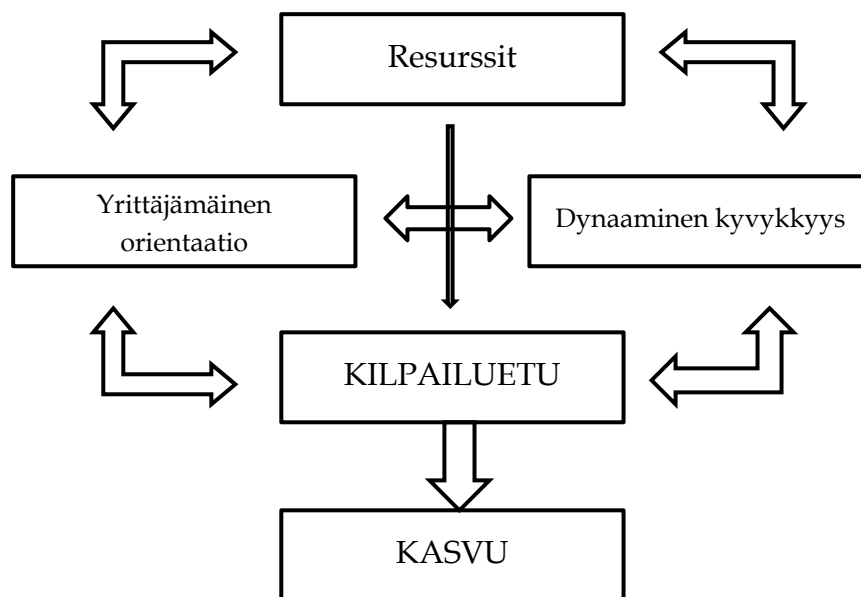 Resurssit
Yrittäjämäinen
orientaatio
Dynaaminen kyvykkyys
KILPAILUETU
KASVU